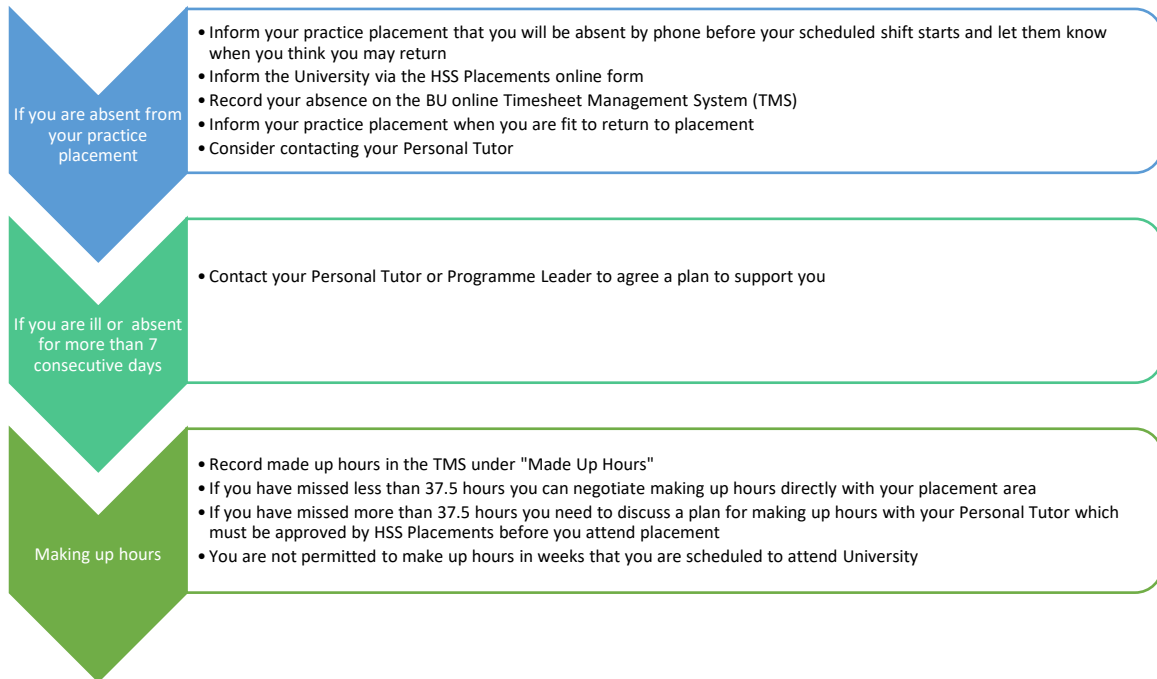 If you are absent from
your practice
placement
• Inform your practice placement that you will be absent by phone before your scheduled shift starts and let them know
when you think you may return
• Inform the University via the HSS Placements online form
• Record your absence on the BU online Timesheet Management System (TMS)
• Inform your practice placement when you are fit to return to placement
• Consider contacting your Personal Tutor
If you are ill or  absent
for more than 7
consecutive days
• Contact your Personal Tutor or Programme Leader to agree a plan to support you
Making up hours
• Record made up hours in the TMS under "Made Up Hours"
• If you have missed less than 37.5 hours you can negotiate making up hours directly with your placement area
• If you have missed more than 37.5 hours you need to discuss a plan for making up hours with your Personal Tutor which
must be approved by HSS Placements before you attend placement
• You are not permitted to make up hours in weeks that you are scheduled to attend University